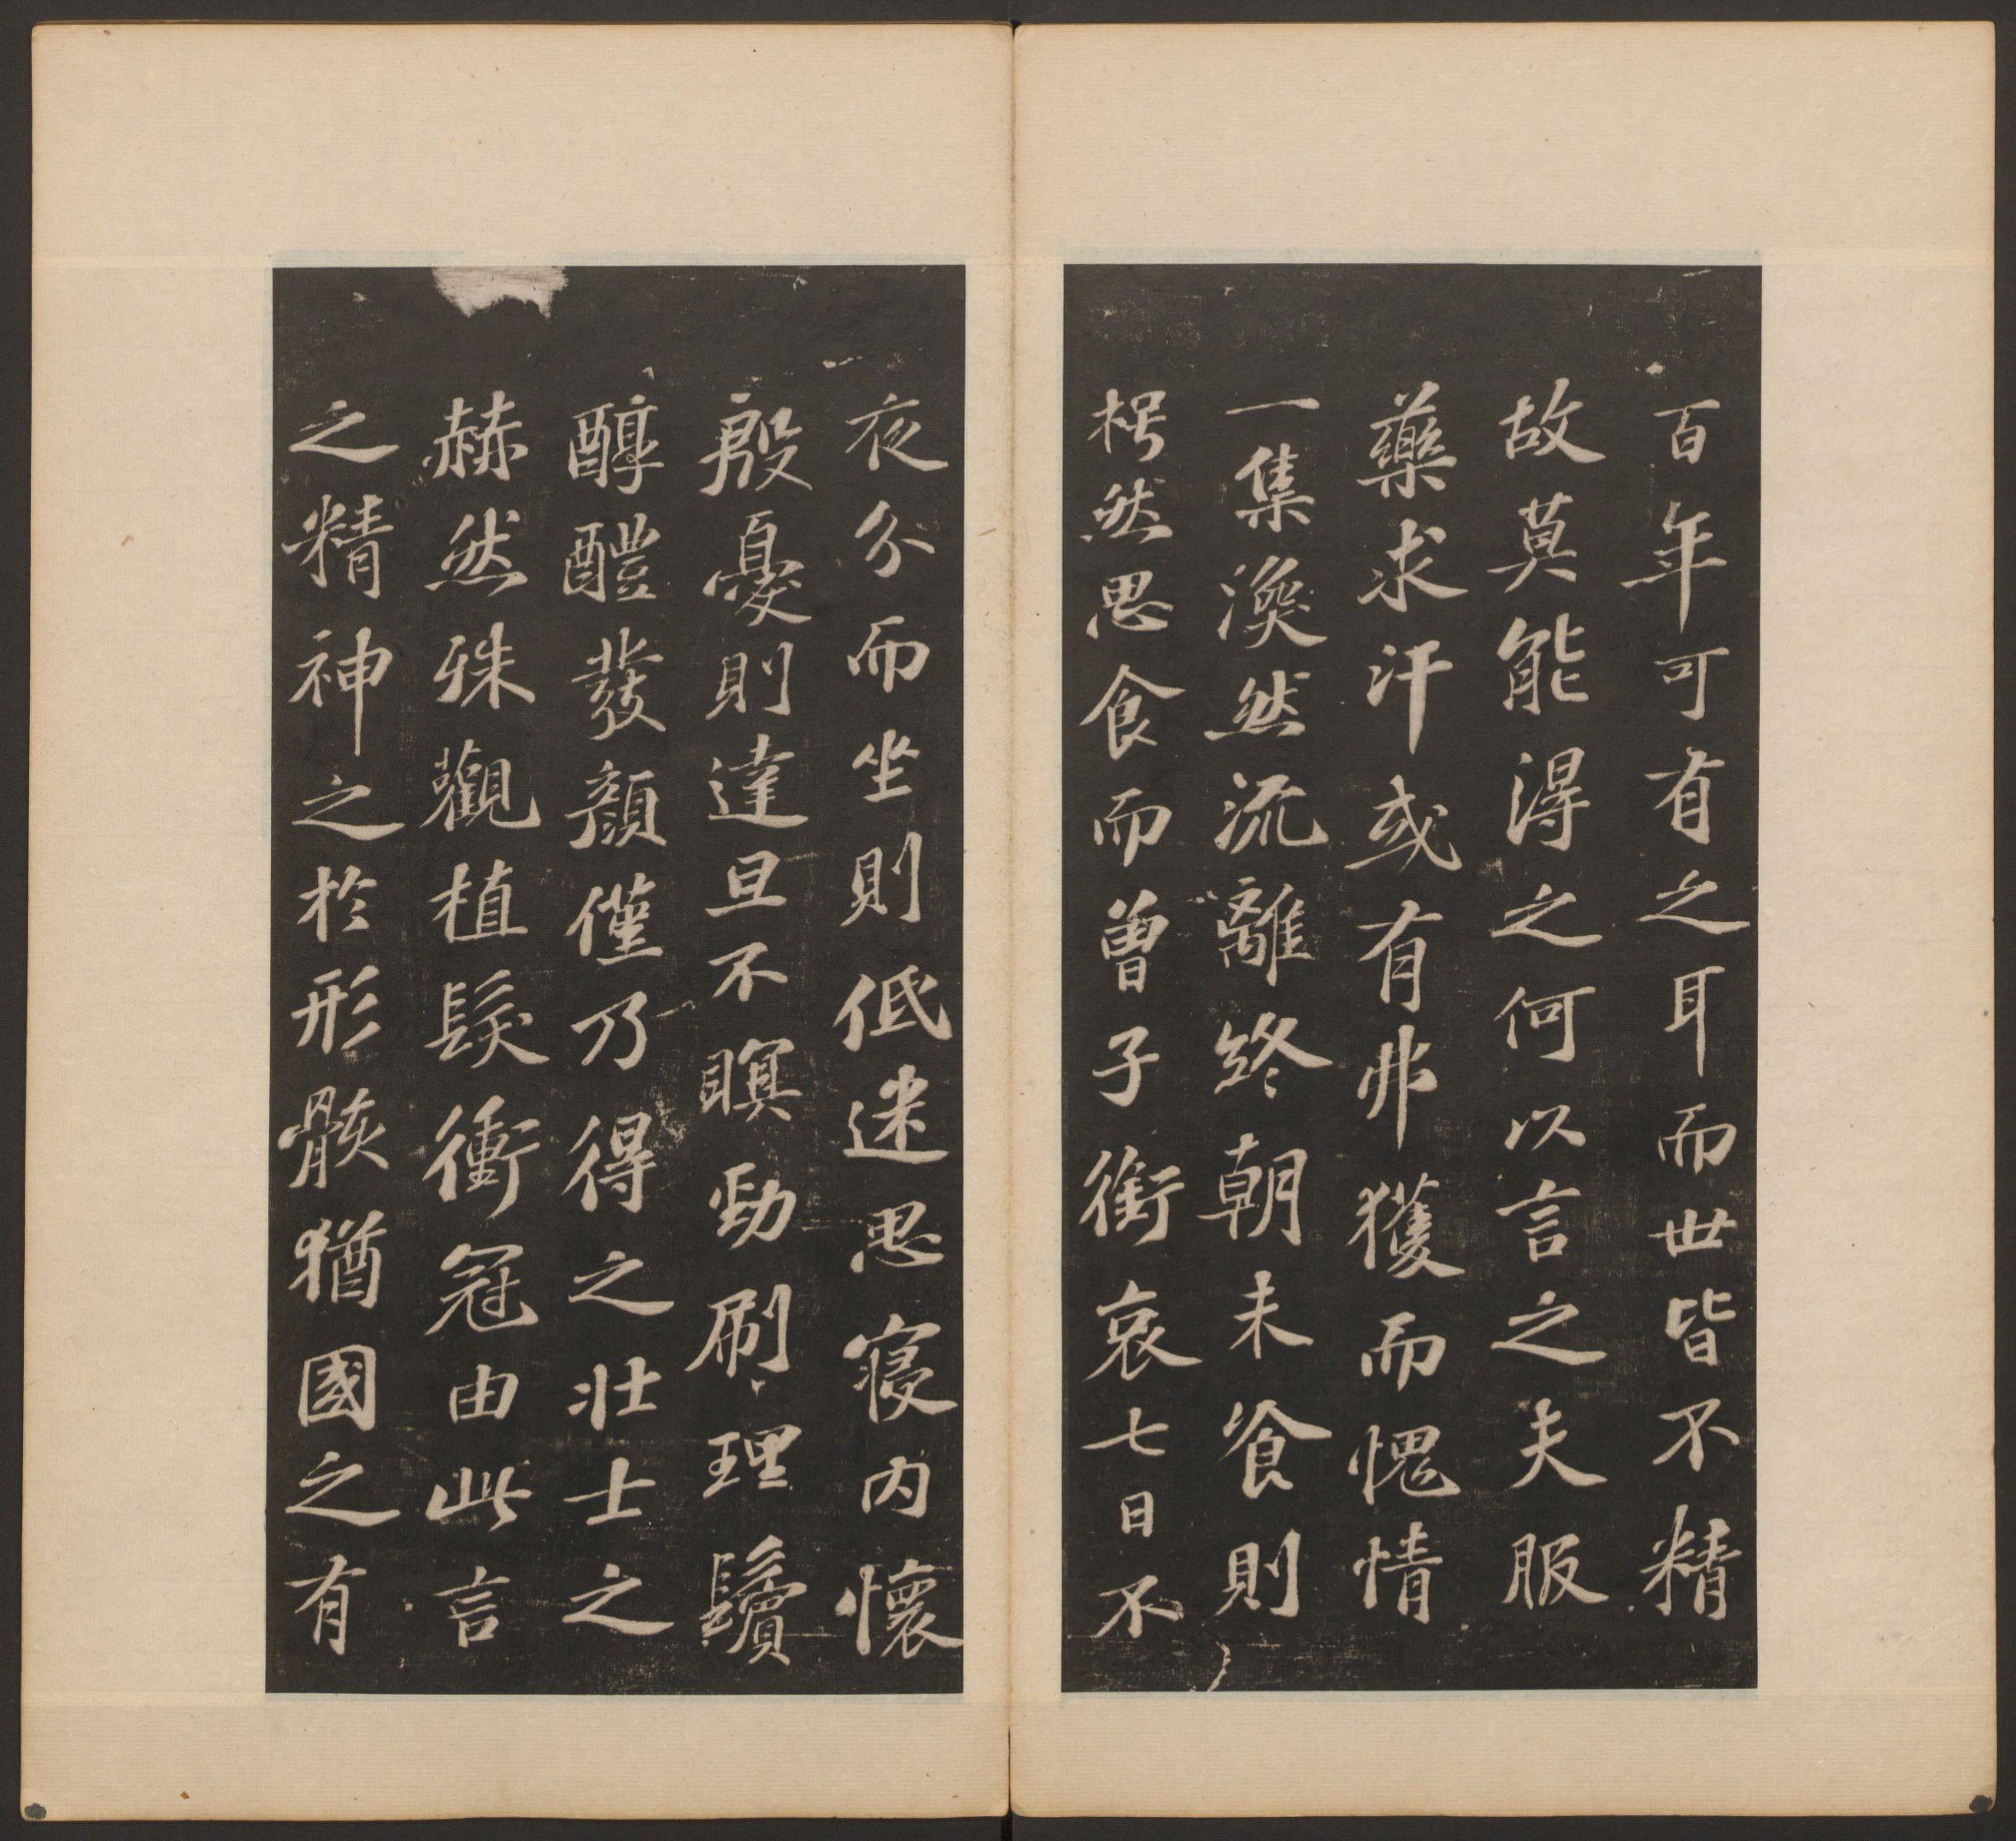 百年可有之耳而世皆不精
故莫能得之何以言之夫服
藥求汗或有弗獲而愧情
一集渙然流離終朝未飡則
枵然思食而曾子銜哀七日不
夜分而坐則低迷思寝内懷
殷憂則達旦不瞑勁刷理鬢
醇醴發顏僅乃得之壯士之
赫然殊觀植髮衝冠由此言
之精神之於形骸猶國之有